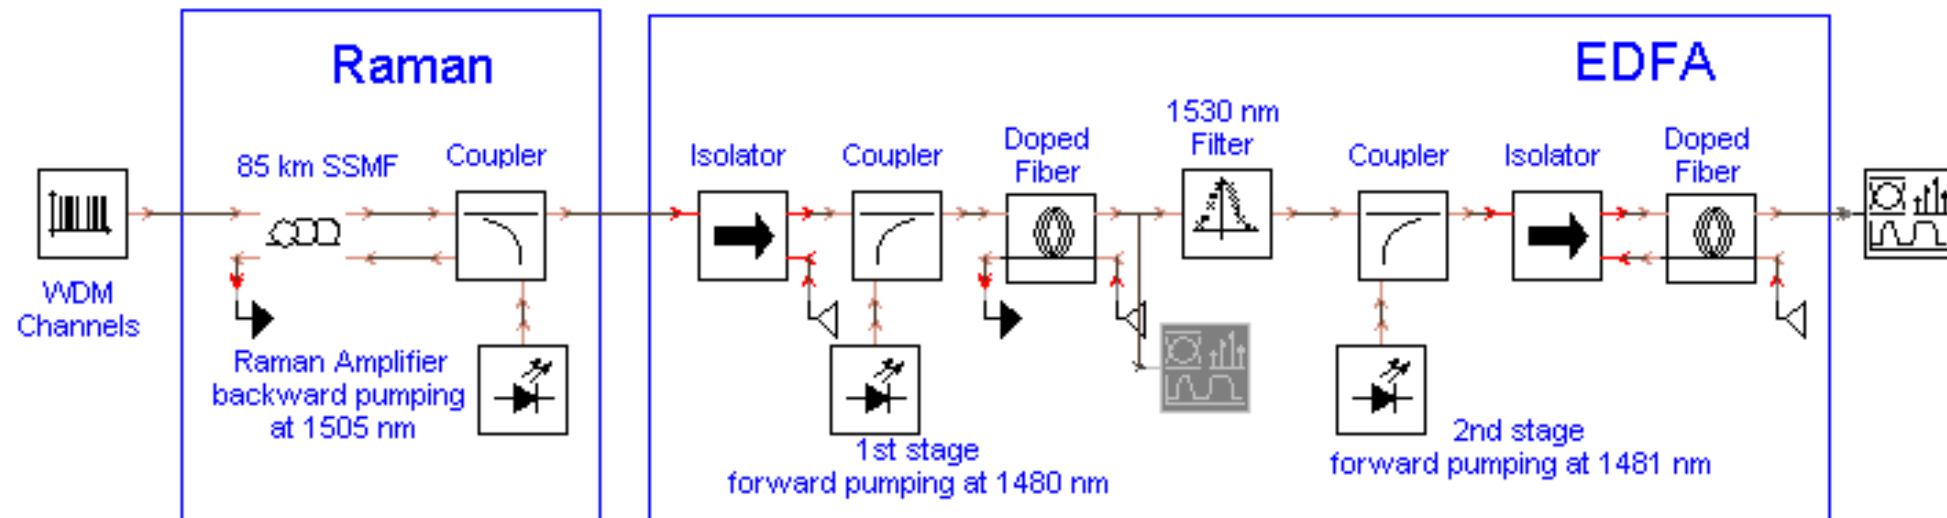 Raman
EDFA
WDM
Channels
85 km SSMF
Coupler
Raman Amplifier
backward pumping
at 1505 nm
Isolator
Coupler
Doped
Fiber
1530 nm
Filter
Coupler
Isolator
Doped
Fiber
1st stage
forward pumping at 1480 nm
2nd stage
forward pumping at 1481 nm